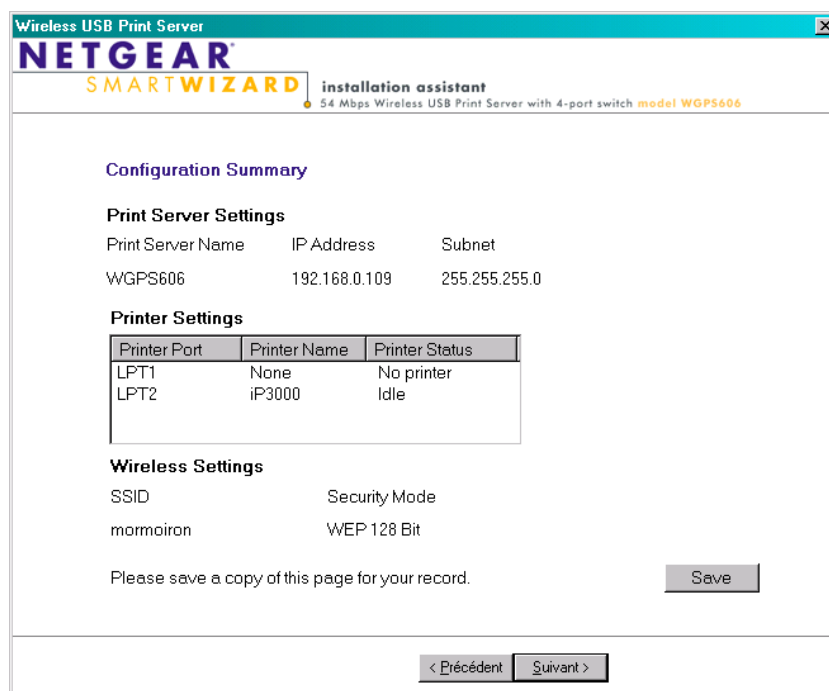 Wireless USB Print Server
NETGEAR
SMARTWIZARD installation assistant
54 Mbps Wireless USB Print Server with 4-port switch model WGPS606
Configuration Summary
Print Server Settings
Print Server Name IP Address Subnet
WGPS606 192.168.0.109 255.255.255.0
Printer Settings
Printer Port Printer Name Printer Status
LPT1 None No printer
LPT2 iP3000 Idle
Wireless Settings
SSID Security Mode
mormoiron WEP 128 Bit
Please save a copy of this page for your record. Save
< Précédent Suivant >